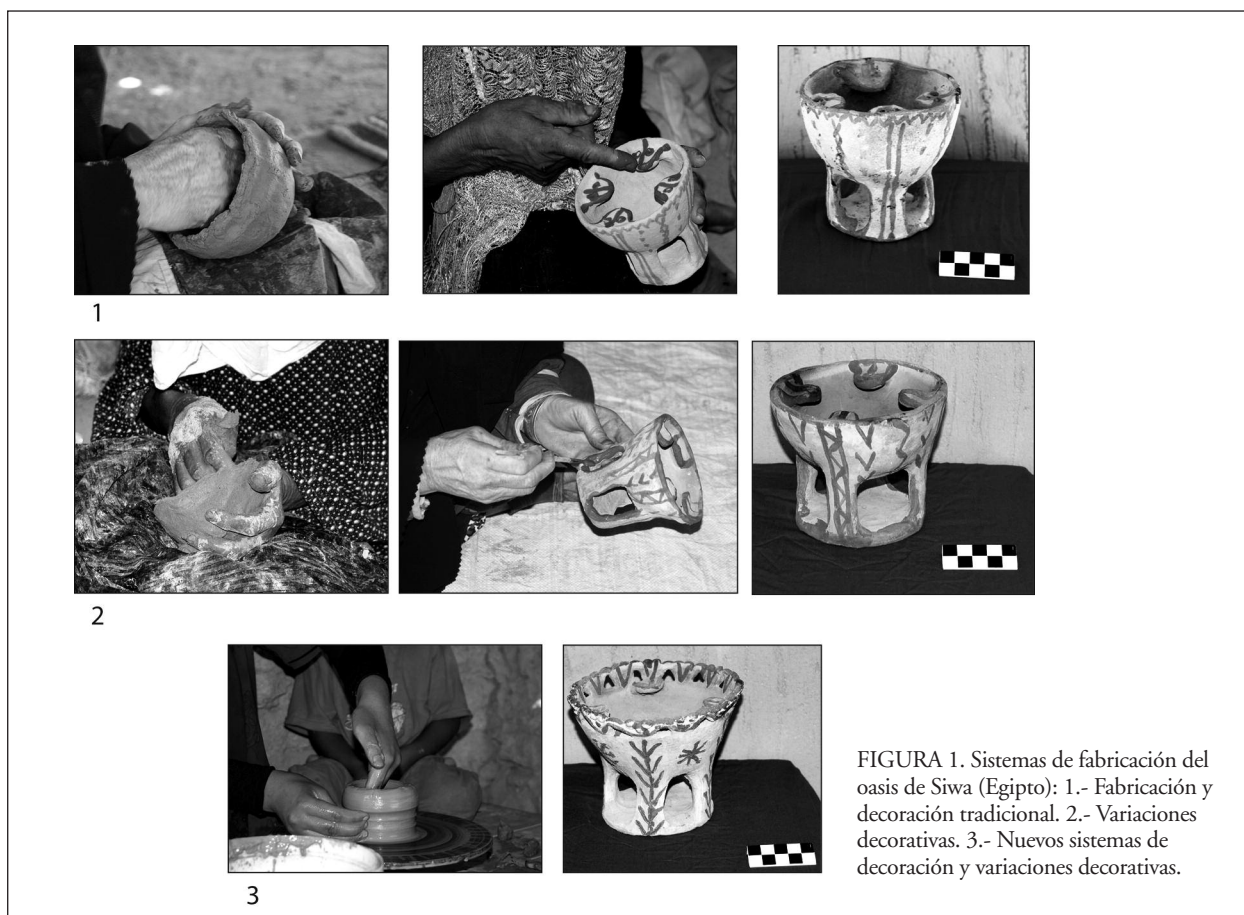 1
2
3
FIGURA 1. Sistemas de fabricación del
oasis de Siwa (Egipto): 1.- Fabricación y
decoración tradicional. 2.- Variaciones
decorativas. 3.- Nuevos sistemas de
decoración y variaciones decorativas.